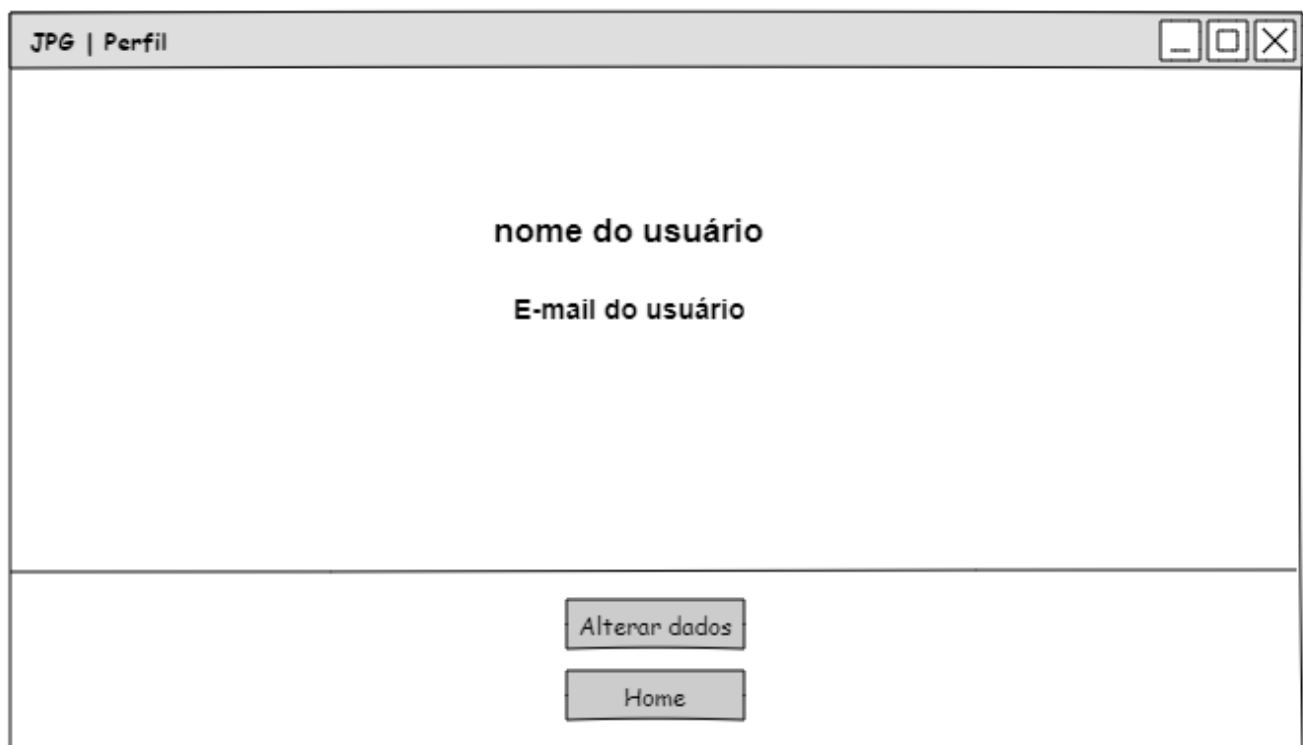 JPG | Perfil
nome do usuário
E-mail do usuário
Alterar dados
Home